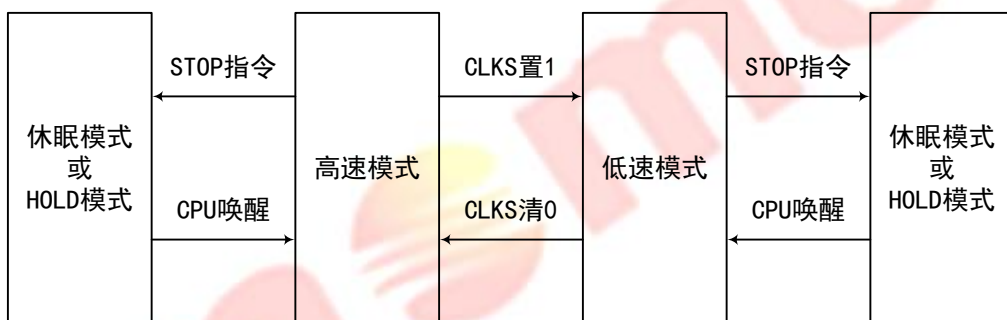 STOP指令
CLKS置1
STOP指令
休眠模式
或
HOLD模式
高速模式
低速模式
休眠模式
或
HOLD模式
CPU唤醒
CLKS清0
CPU唤醒